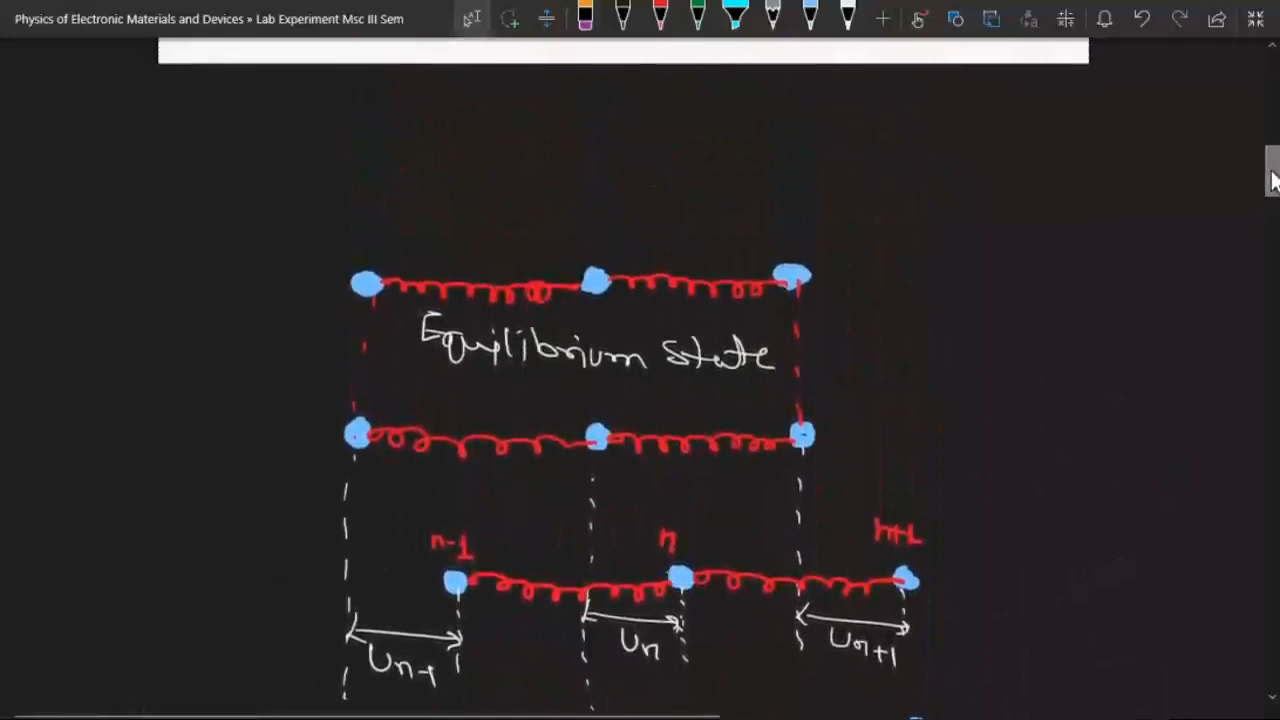 Physics of Electronic Materials and Devices » Lab Experiment Msc III Sem
Equilibrium state
n-1 n n+1
Un-1 Un Un+1